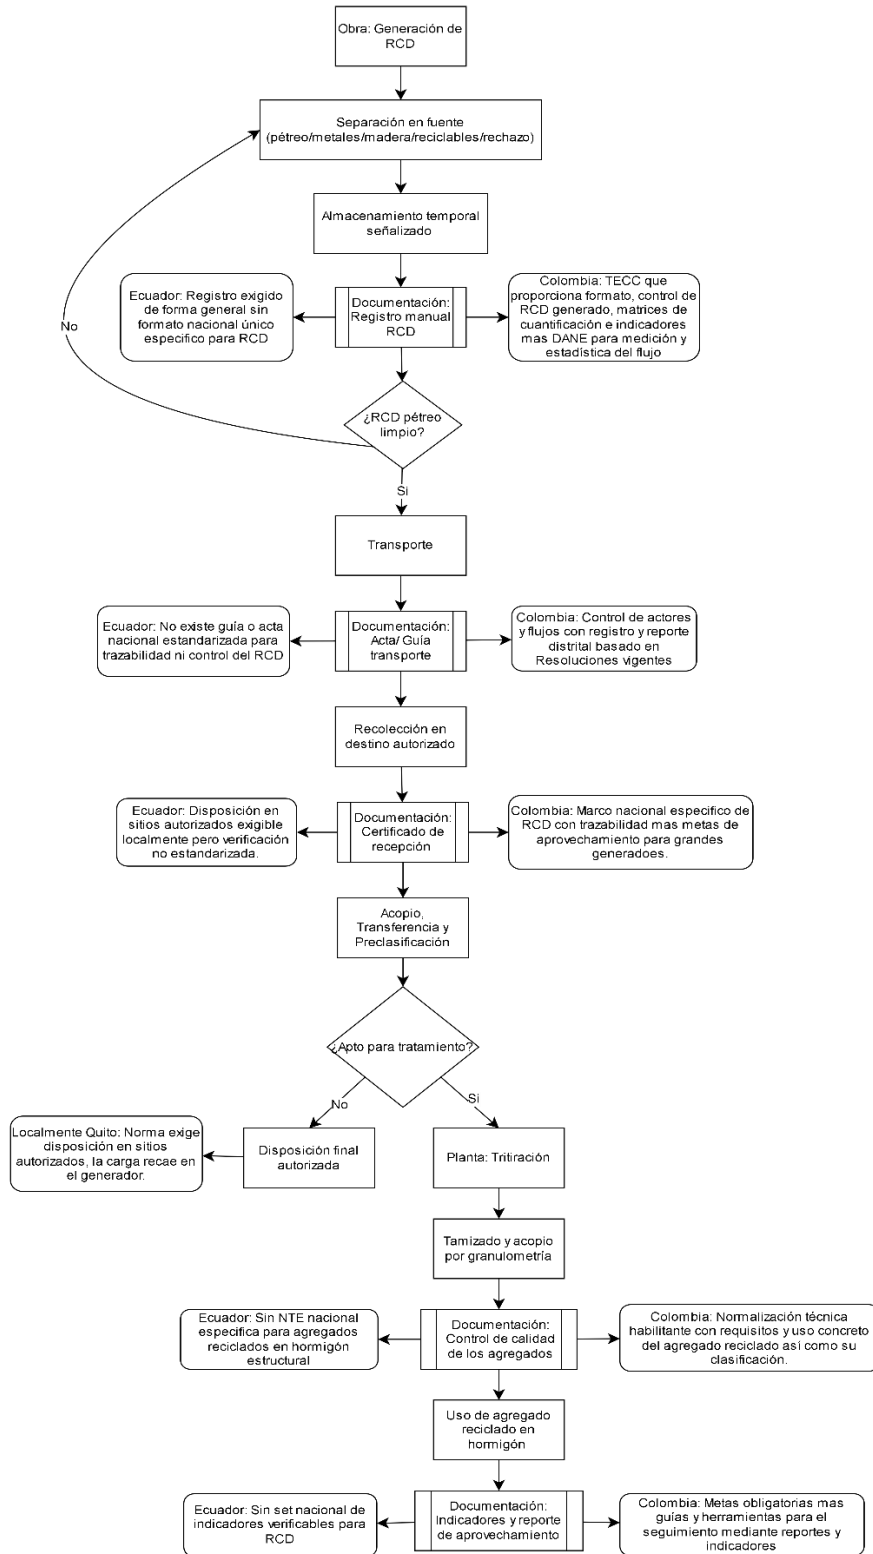 Obra: Generación de
RCD
Separación en fuente
(pétreo/metales/madera/reciclables/rechazo)
Almacenamiento temporal
señalizado
Ecuador: Registro exigido
de forma general sin
formato nacional único
especifico para RCD
Documentación:
Registro manual
RCD
Colombia: TECC que
proporciona formato, control de
RCD generado, matrices de
cuantificación e indicadores
mas DANE para medición y
estadística del flujo
No
¿RCD pétreo
limpio?
Si
Transporte
Ecuador: No existe guía o acta
nacional estandarizada para
trazabilidad ni control del RCD
Documentación:
Acta/ Guía
transporte
Colombia: Control de actores
y flujos con registro y reporte
distrital basado en
Resoluciones vigentes
Recolección en
destino autorizado
Ecuador: Disposición en
sitios autorizados exigible
localmente pero verificación
no estandarizada.
Documentación:
Certificado de
recepción
Colombia: Marco nacional especifico de
RCD con trazabilidad mas metas de
aprovechamiento para grandes
generadoes.
Acopio,
Transferencia y
Preclasificación
¿Apto para tratamiento?
No
Si
Localmente Quito: Norma exige
disposición en sitios
autorizados, la carga recae en
el generador.
Disposición final
autorizada
Planta: Tritiración
Tamizado y acopio
por granulometría
Ecuador: Sin NTE nacional
especifica para agregados
reciclados en hormigón
estructural
Documentación:
Control de calidad
de los agregados
Colombia: Normalización técnica
habilitante con requisitos y uso concreto
del agregado reciclado así como su
clasificación.
Uso de agregado
reciclado en
hormigón
Ecuador: Sin set nacional de
indicadores verificables para
RCD
Documentación:
Indicadores y reporte
de aprovechamiento
Colombia: Metas obligatorias mas
guías y herramientas para el
seguimiento mediante reportes y
indicadores